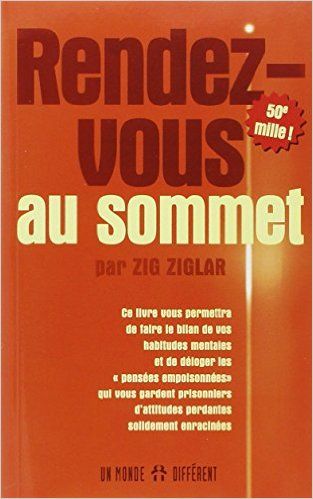 Rendez-
vous
50e
mille !
au sommet
par ZIG ZIGLAR
Ce livre vous permettra
de faire le bilan de vos
habitudes mentales
et de déloger les
« pensées empoisonnées»
qui vous gardent prisonniers
d'attitudes perdantes
solidement enracinées
UN MONDE DIFFÉRENT